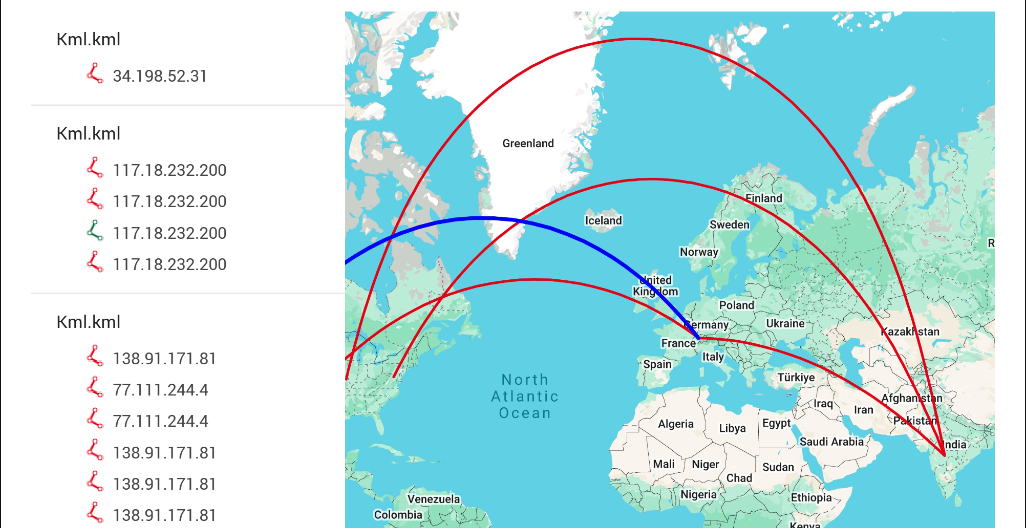 Kml.kml
34.198.52.31
Kml.kml
117.18.232.200
117.18.232.200
117.18.232.200
117.18.232.200
Kml.kml
138.91.171.81
77.111.244.4
77.111.244.4
138.91.171.81
138.91.171.81
138.91.171.81
Greenland
Finland
Iceland
Sweden
Norway
R
United
Kingdom
Poland
Germany
Ukraine
Kazakhstan
France
Italy
Spain
Türkiye
North
Atlantic
Ocean
Afghanistan
Iraq
Iran
Pakistan
Algeria
Libya
Egypt
Saudi Arabia
India
Mali
Niger
Chad
Sudan
Nigeria
Ethiopia
Venezuela
Colombia
Kenya